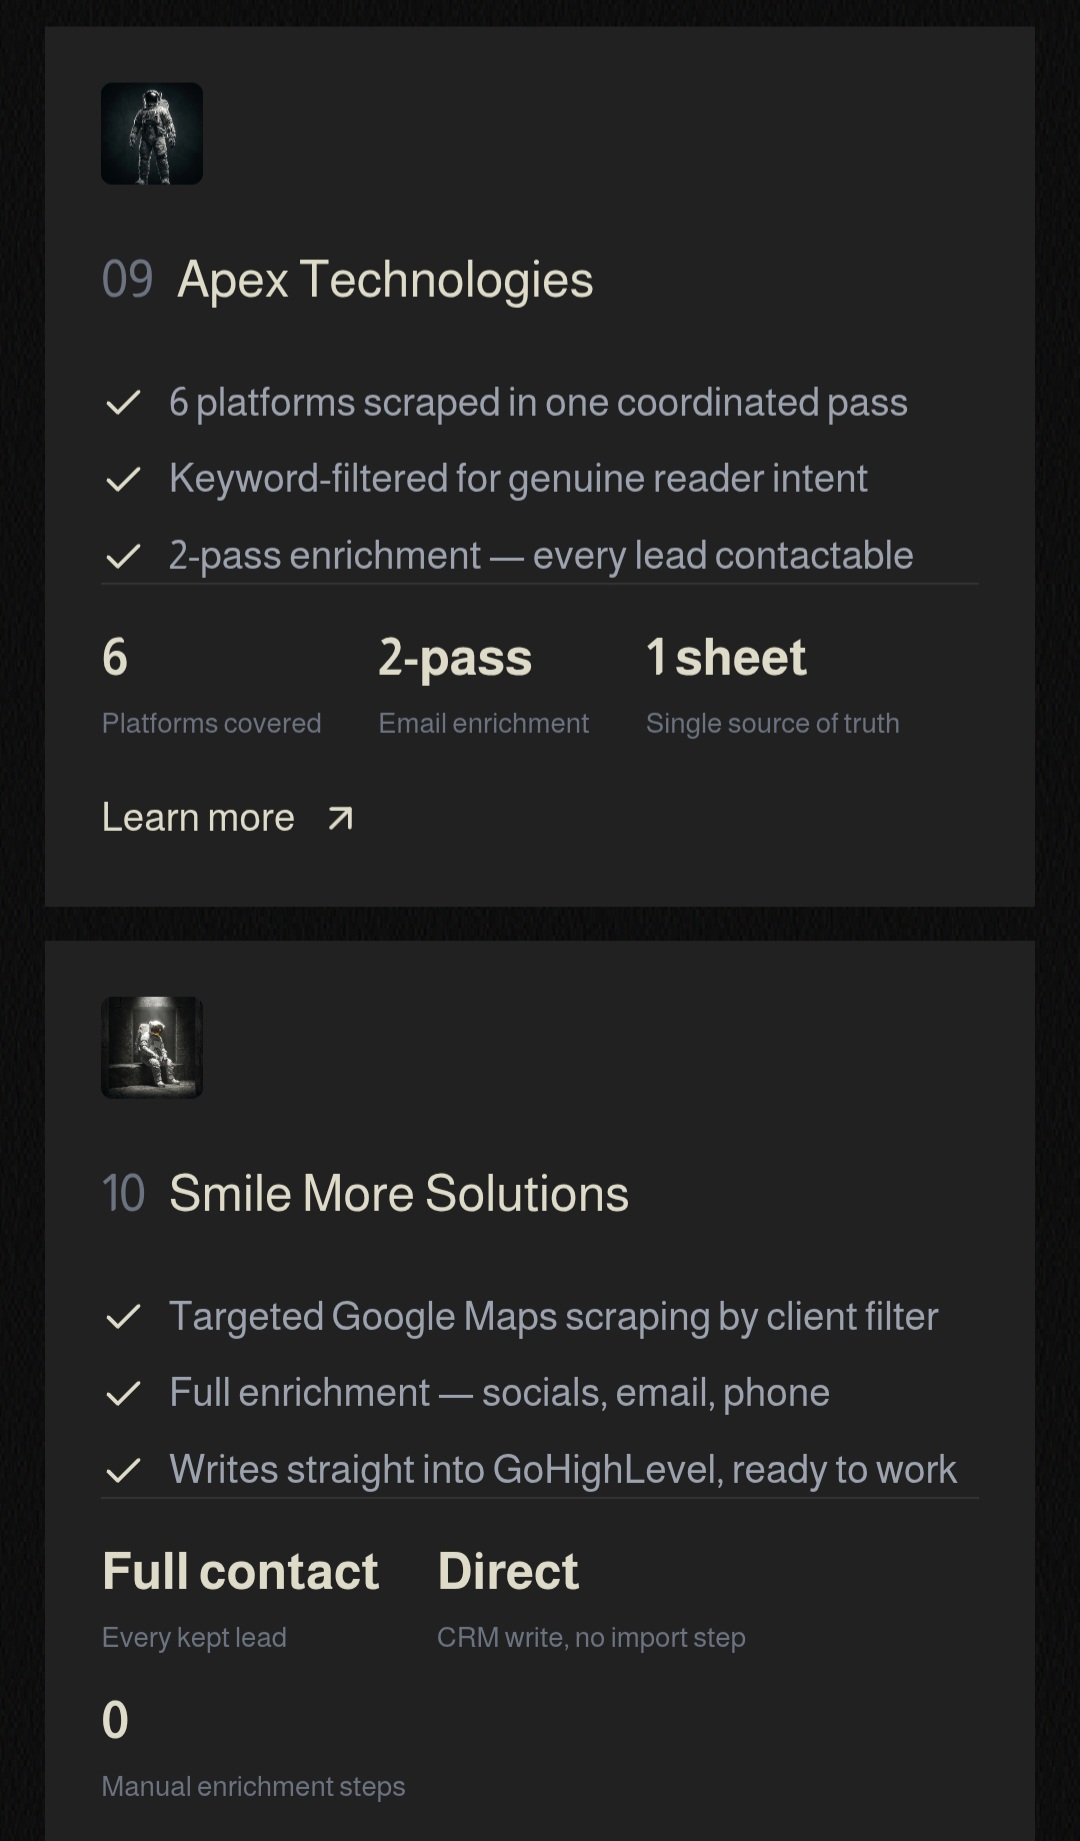 09 Apex Technologies
6 platforms scraped in one coordinated pass
Keyword-filtered for genuine reader intent
2-pass enrichment — every lead contactable
6 2-pass 1 sheet
Platforms covered Email enrichment Single source of truth
Learn more
10 Smile More Solutions
Targeted Google Maps scraping by client filter
Full enrichment — socials, email, phone
Writes straight into GoHighLevel, ready to work
Full contact Direct
Every kept lead CRM write, no import step
0
Manual enrichment steps